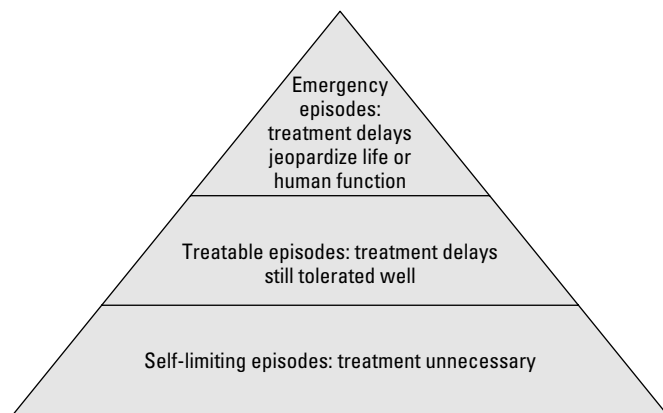 Emergency
episodes:
treatment delays
jeopardize life or
human function
Treatable episodes: treatment delays
still tolerated well
Self-limiting episodes: treatment unnecessary